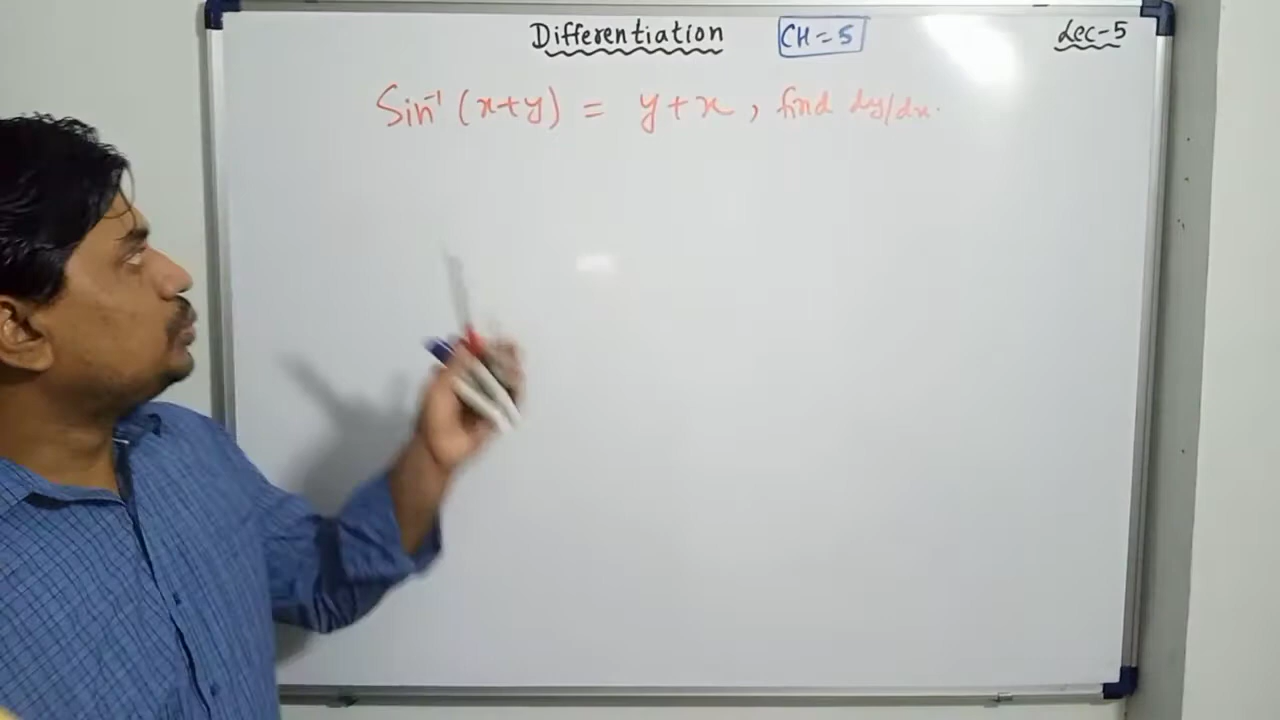 Differentiation CH = 5 Lec-5
Sin⁻¹ (x+y) = y + x, find dy/dx.